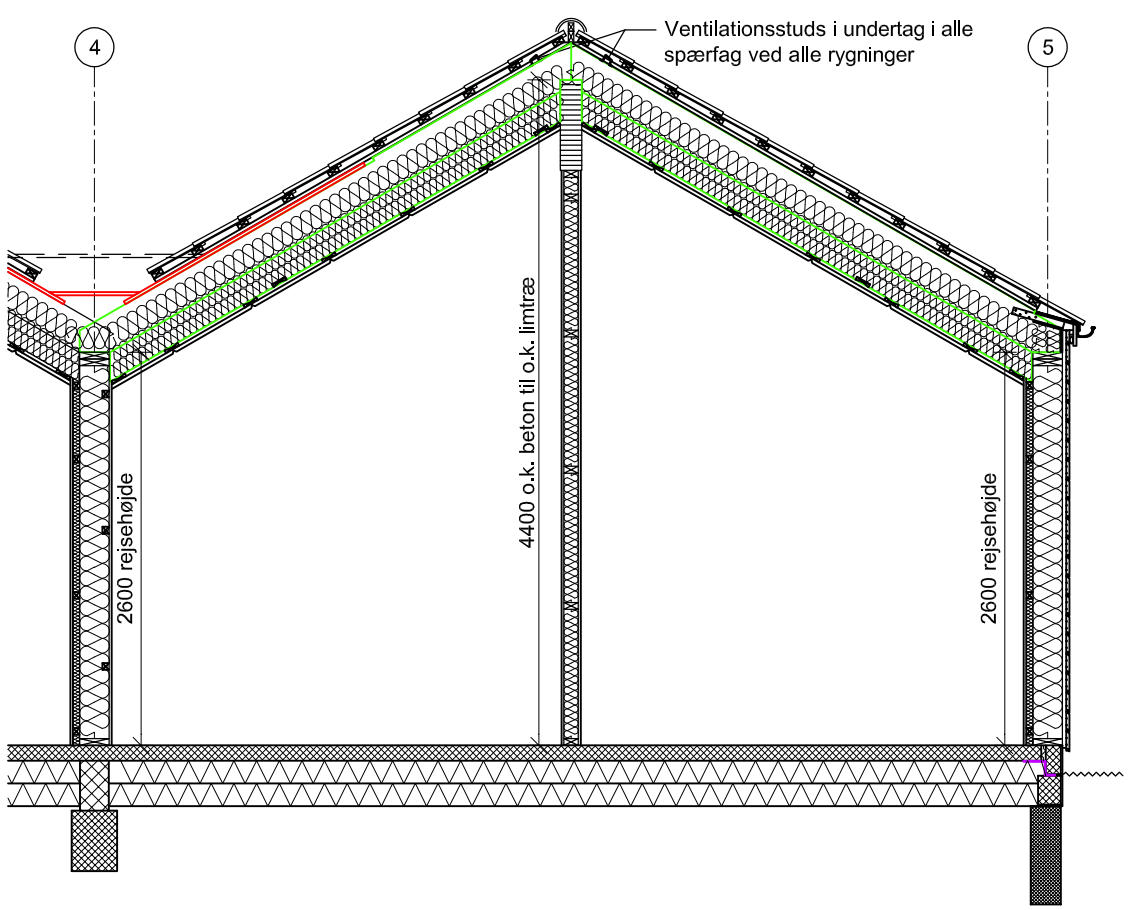 4
Ventilationsstuds i undertag i alle
spærfag ved alle rygninger
5
2600 rejsehøjde
4400 o.k. beton til o.k. limtræ
2600 rejsehøjde